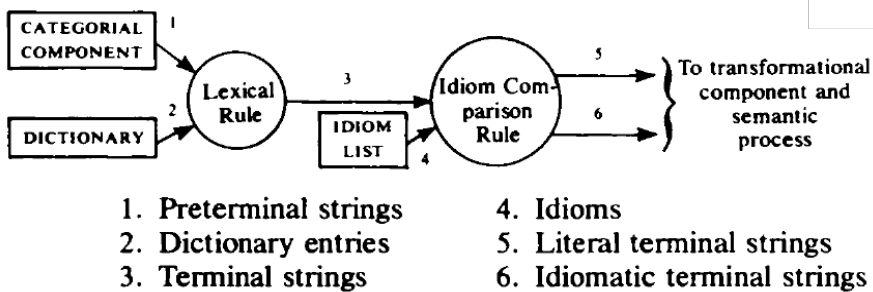 CATEGORIAL
COMPONENT
1
DICTIONARY
2
Lexical
Rule
3
IDIOM
LIST
4
Idiom Com-
parison
Rule
5
6
To transformational
component and
semantic
process
1. Preterminal strings
2. Dictionary entries
3. Terminal strings
4. Idioms
5. Literal terminal strings
6. Idiomatic terminal strings